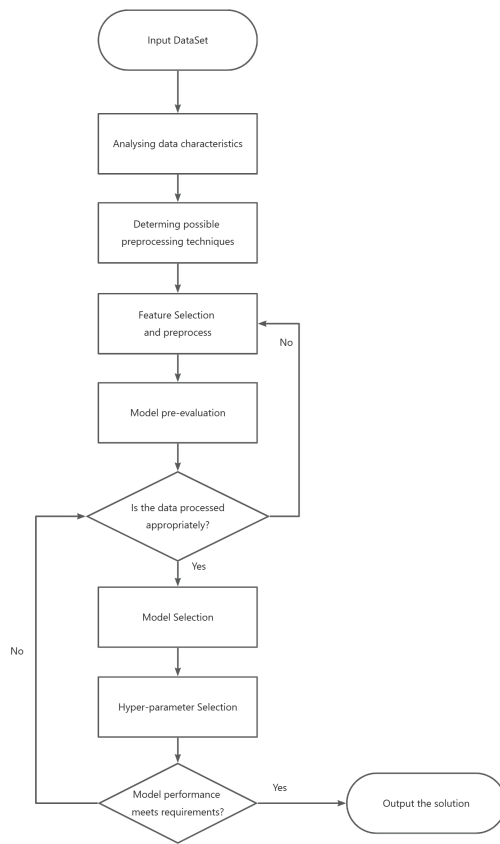 Input DataSet
Analysing data characteristics
Determing possible
preprocessing techniques
Feature Selection
and preprocess
No
Model pre-evaluation
Is the data processed
appropriately?
Yes
Model Selection
No
Hyper-parameter Selection
Model performance
meets requirements?
Yes
Output the solution